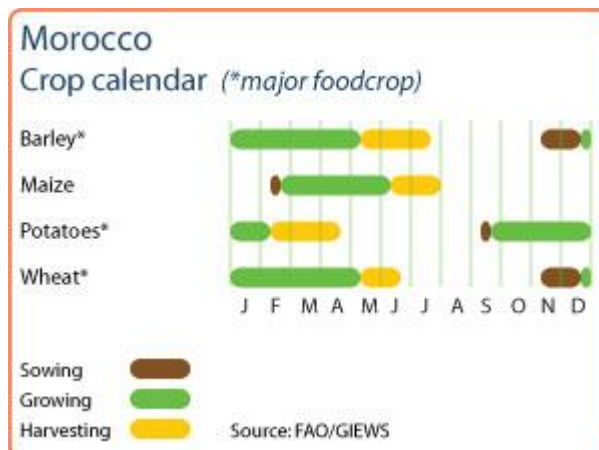 Morocco
Crop calendar (*major foodcrop)
Barley*
Maize
Potatoes*
Wheat*
J F M A M J J A S O N D
Sowing
Growing
Harvesting
Source: FAO/GIEWS